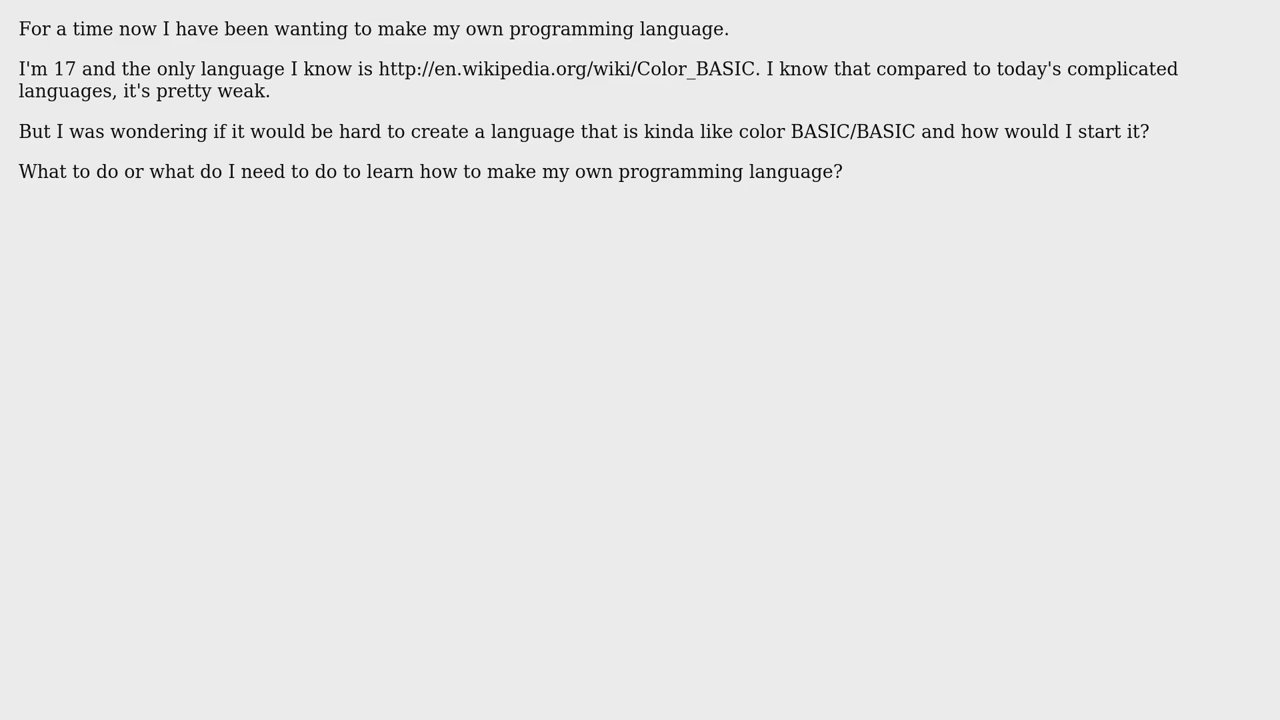 For a time now I have been wanting to make my own programming language.
I'm 17 and the only language I know is http://en.wikipedia.org/wiki/Color_BASIC. I know that compared to today's complicated
languages, it's pretty weak.
But I was wondering if it would be hard to create a language that is kinda like color BASIC/BASIC and how would I start it?
What to do or what do I need to do to learn how to make my own programming language?